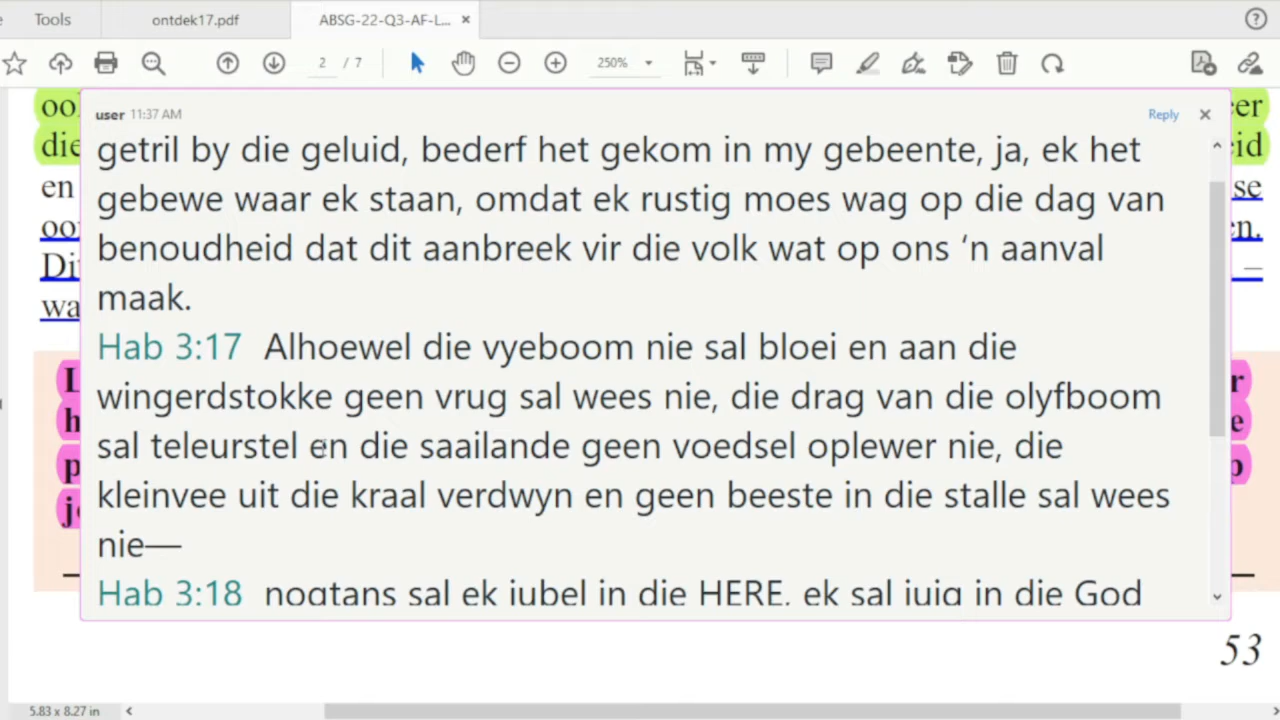 Tools
ontdek17.pdf
ABSG-22-Q3-AF-L...
2 / 7
250%
user 11:37 AM
Reply
getril by die geluid, bederf het gekom in my gebeente, ja, ek het
gebewe waar ek staan, omdat ek rustig moes wag op die dag van
benoudheid dat dit aanbreek vir die volk wat op ons ‘n aanval
maak.
Hab 3:17 Alhoewel die vyeboom nie sal bloei en aan die
wingerdstokke geen vrug sal wees nie, die drag van die olyfboom
sal teleurstel en die saailande geen voedsel oplewer nie, die
kleinvee uit die kraal verdwyn en geen beeste in die stalle sal wees
nie—
Hab 3:18 nogtans sal ek jubel in die HERE, ek sal juig in die God
die
en
se
53
5.83 x 8.27 in